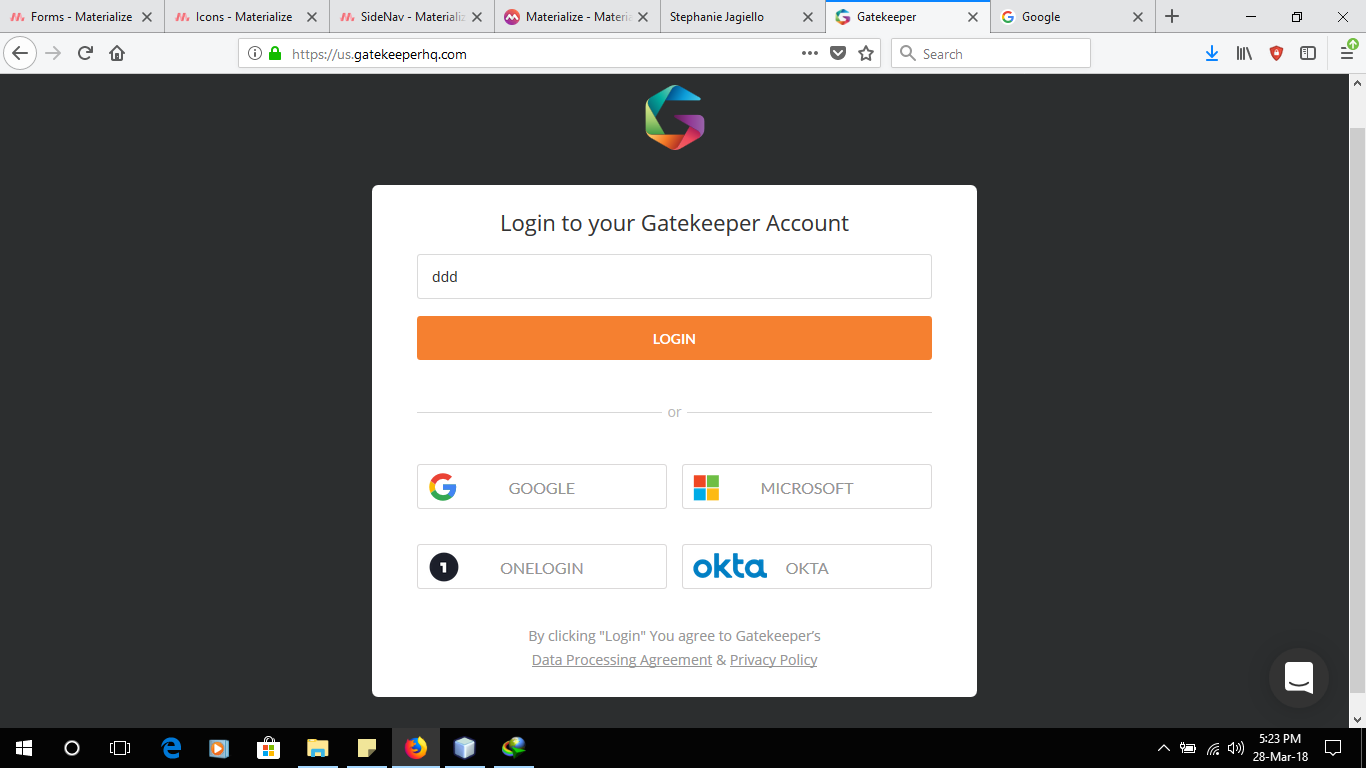 Forms - Materialize
Icons - Materialize
SideNav - Materializ
Materialize - Materia
Stephanie Jagiello
Gatekeeper
Google
https://us.gatekeeperhq.com
Search
Login to your Gatekeeper Account
ddd
LOGIN
or
GOOGLE
MICROSOFT
1 ONELOGIN
okta OKTA
By clicking "Login" You agree to Gatekeeper's
Data Processing Agreement & Privacy Policy
5:23 PM
28-Mar-18